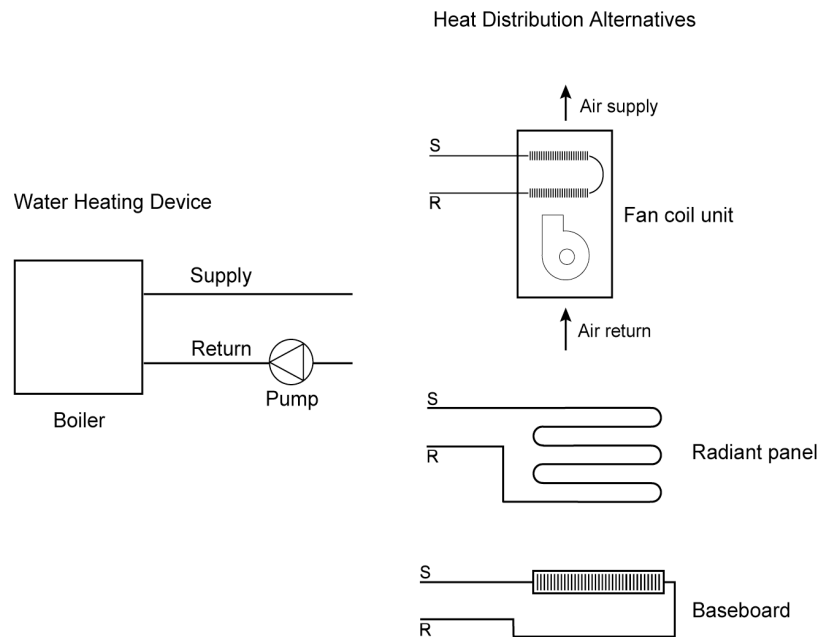 Heat Distribution Alternatives
Air supply
S
R
Fan coil unit
Air return
Water Heating Device
Supply
Return
Pump
Boiler
S
R
Radiant panel
S
R
Baseboard